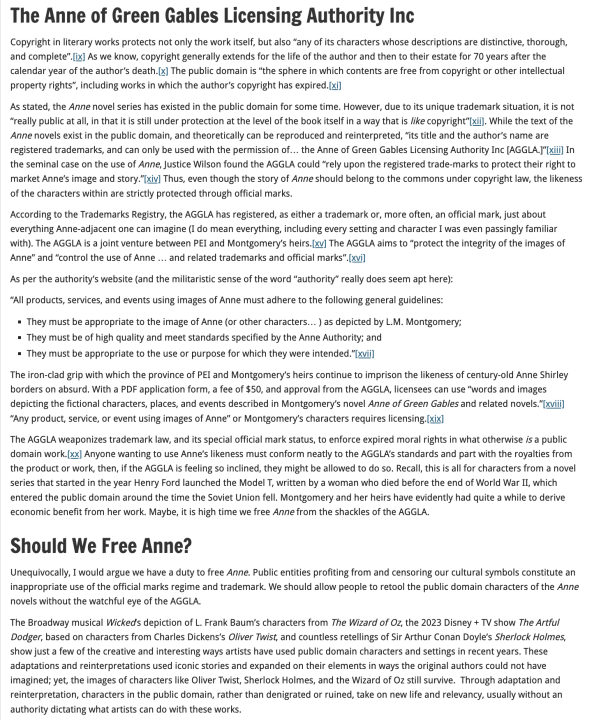 The Anne of Green Gables Licensing Authority Inc
Copyright in literary works protects not only the work itself, but also “any of its characters whose descriptions are distinctive, thorough,
and complete”.[ix] As we know, copyright generally extends for the life of the author and then to their estate for 70 years after the
calendar year of the author’s death.[x] The public domain is “the sphere in which contents are free from copyright or other intellectual
property rights”, including works in which the author’s copyright has expired.[xi]
As stated, the Anne novel series has existed in the public domain for some time. However, due to its unique trademark situation, it is not
“really public at all, in that it is still under protection at the level of the book itself in a way that is like copyright”[xii]. While the text of the
Anne novels exist in the public domain, and theoretically can be reproduced and reinterpreted, “its title and the author’s name are
registered trademarks, and can only be used with the permission of… the Anne of Green Gables Licensing Authority Inc [AGGLA.]”[xiii] In
the seminal case on the use of Anne, Justice Wilson found the AGGLA could “rely upon the registered trade-marks to protect their right to
market Anne’s image and story.”[xiv] Thus, even though the story of Anne should belong to the commons under copyright law, the likeness
of the characters within are strictly protected through official marks.
According to the Trademarks Registry, the AGGLA has registered, as either a trademark or, more often, an official mark, just about
everything Anne-adjacent one can imagine (I do mean everything, including every setting and character I was even passingly familiar
with). The AGGLA is a joint venture between PEI and Montgomery’s heirs.[xv] The AGGLA aims to “protect the integrity of the images of
Anne” and “control the use of Anne … and related trademarks and official marks”.[xvi]
As per the authority’s website (and the militaristic sense of the word “authority” really does seem apt here):
“All products, services, and events using images of Anne must adhere to the following general guidelines:
▪ They must be appropriate to the image of Anne (or other characters… ) as depicted by L.M. Montgomery;
▪ They must be of high quality and meet standards specified by the Anne Authority; and
▪ They must be appropriate to the use or purpose for which they were intended.”[xvii]
The iron-clad grip with which the province of PEI and Montgomery’s heirs continue to imprison the likeness of century-old Anne Shirley
borders on absurd. With a PDF application form, a fee of $50, and approval from the AGGLA, licensees can use “words and images
depicting the fictional characters, places, and events described in Montgomery’s novel Anne of Green Gables and related novels.”[xviii]
“Any product, service, or event using images of Anne” or Montgomery’s characters requires licensing.[xix]
The AGGLA weaponizes trademark law, and its special official mark status, to enforce expired moral rights in what otherwise is a public
domain work.[xx] Anyone wanting to use Anne’s likeness must conform neatly to the AGGLA’s standards and part with the royalties from
the product or work, then, if the AGGLA is feeling so inclined, they might be allowed to do so. Recall, this is all for characters from a novel
series that started in the year Henry Ford launched the Model T, written by a woman who died before the end of World War II, which
entered the public domain around the time the Soviet Union fell. Montgomery and her heirs have evidently had quite a while to derive
economic benefit from her work. Maybe, it is high time we free Anne from the shackles of the AGGLA.
Should We Free Anne?
Unequivocally, I would argue we have a duty to free Anne. Public entities profiting from and censoring our cultural symbols constitute an
inappropriate use of the official marks regime and trademark. We should allow people to retool the public domain characters of the Anne
novels without the watchful eye of the AGGLA.
The Broadway musical Wicked’s depiction of L. Frank Baum’s characters from The Wizard of Oz, the 2023 Disney + TV show The Artful
Dodger, based on characters from Charles Dickens’s Oliver Twist, and countless retellings of Sir Arthur Conan Doyle’s Sherlock Holmes,
show just a few of the creative and interesting ways artists have used public domain characters and settings in recent years. These
adaptations and reinterpretations used iconic stories and expanded on their elements in ways the original authors could not have
imagined; yet, the images of characters like Oliver Twist, Sherlock Holmes, and the Wizard of Oz still survive.  Through adaptation and
reinterpretation, characters in the public domain, rather than denigrated or ruined, take on new life and relevancy, usually without an
authority dictating what artists can do with these works.